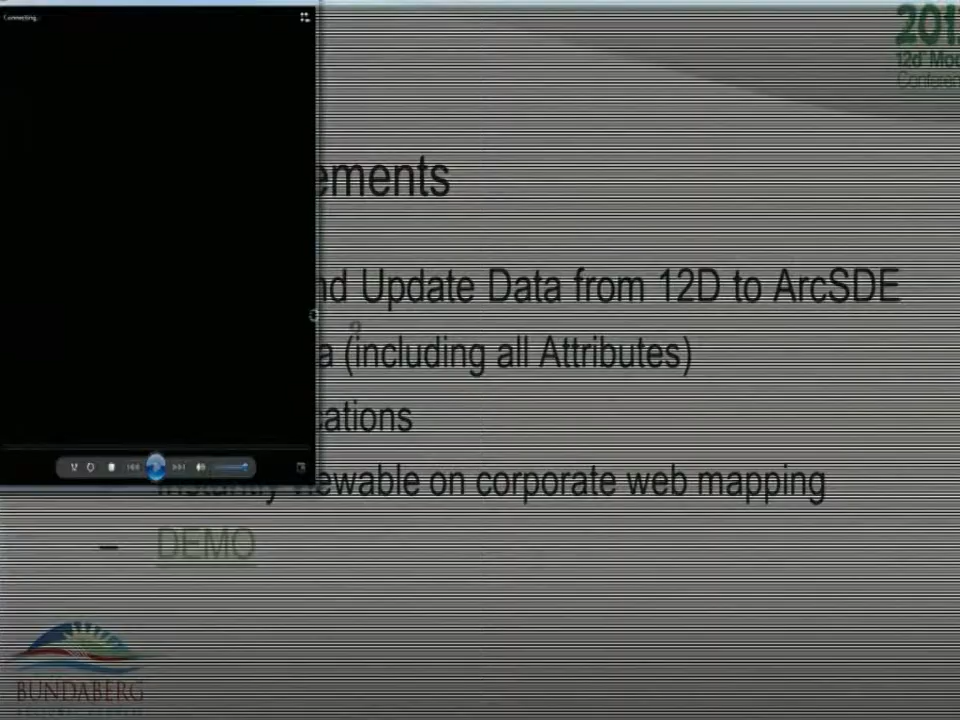 Connecting...
201
12d Mod
Conferen
ements
nd Update Data from 12D to ArcSDE
a (including all Attributes)
cations
Instantly viewable on corporate web mapping
– DEMO
BUNDABERG